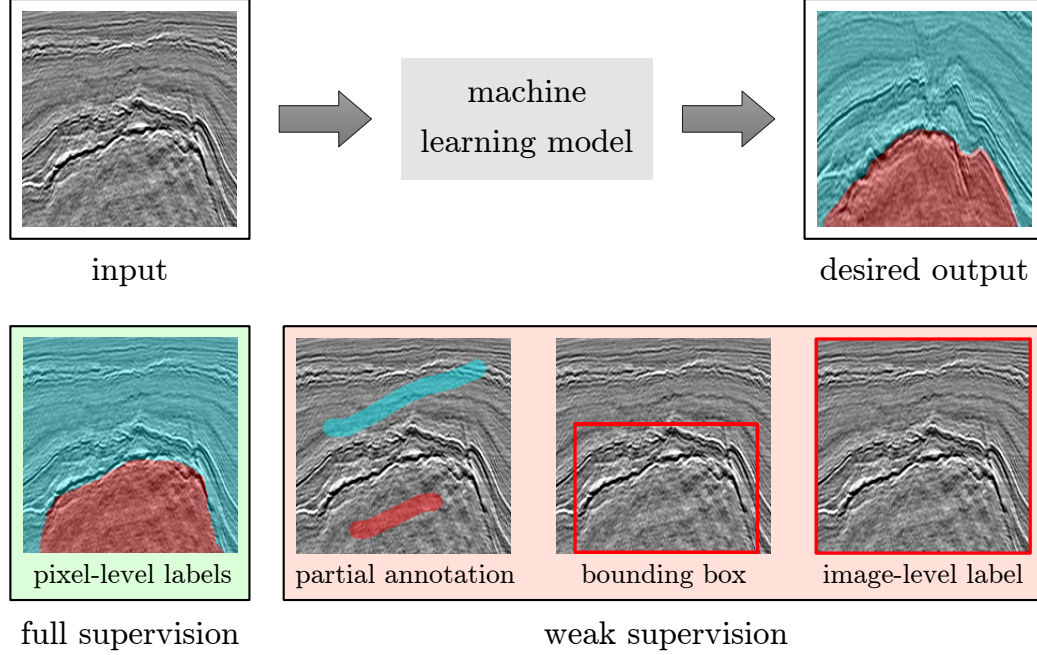 machine
learning model
input
desired output
pixel-level labels
partial annotation
bounding box
image-level label
full supervision
weak supervision